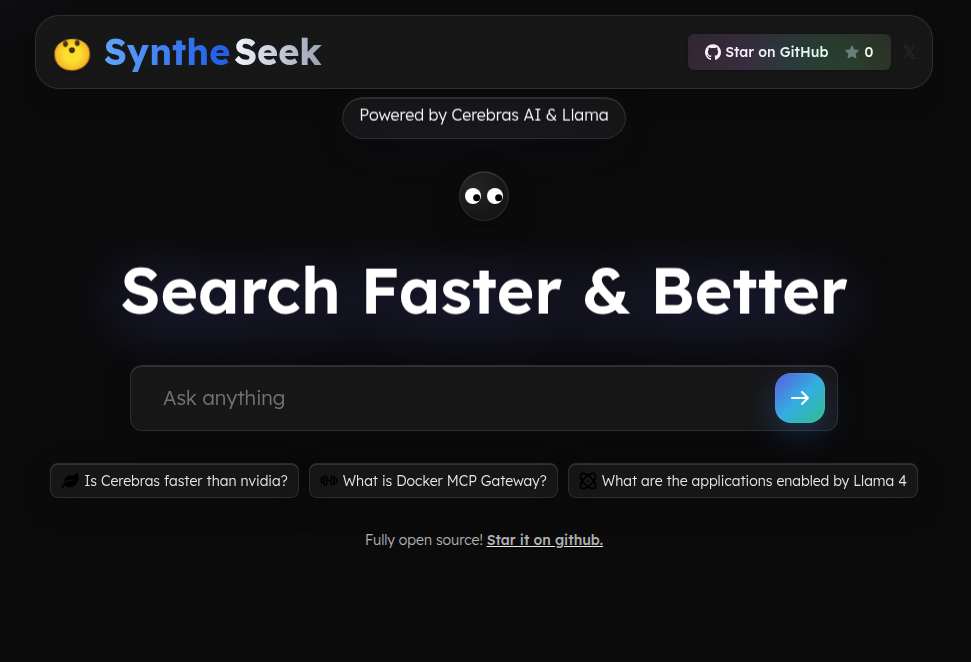 SyntheSeek
Star on GitHub 0
Powered by Cerebras AI & Llama
Search Faster & Better
Ask anything
Is Cerebras faster than nvidia?
What is Docker MCP Gateway?
What are the applications enabled by Llama 4
Fully open source! Star it on github.